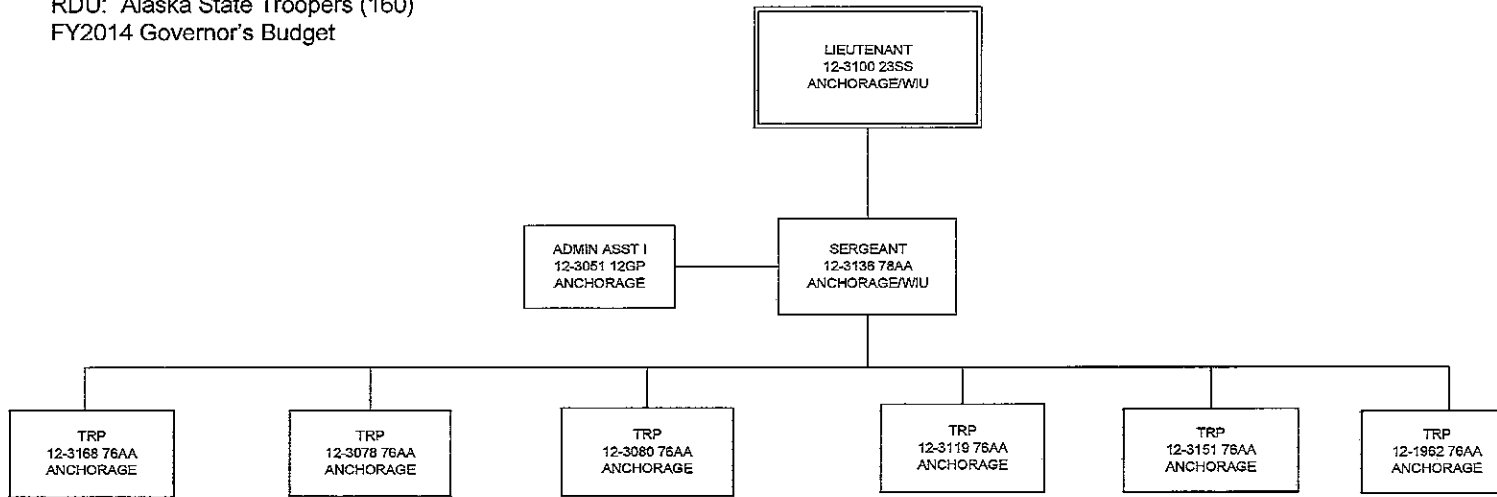 RDU: Alaska State Troopers (160)
FY2014 Governor's Budget
LIEUTENANT
12-3100 23SS
ANCHORAGE/WIU
ADMIN ASST I
12-3051 12GP
ANCHORAGE
SERGEANT
12-3136 78AA
ANCHORAGE/WIU
TRP
12-3168 76AA
ANCHORAGE
TRP
12-3078 76AA
ANCHORAGE
TRP
12-3080 76AA
ANCHORAGE
TRP
12-3119 76AA
ANCHORAGE
TRP
12-3151 76AA
ANCHORAGE
TRP
12-1962 76AA
ANCHORAGE